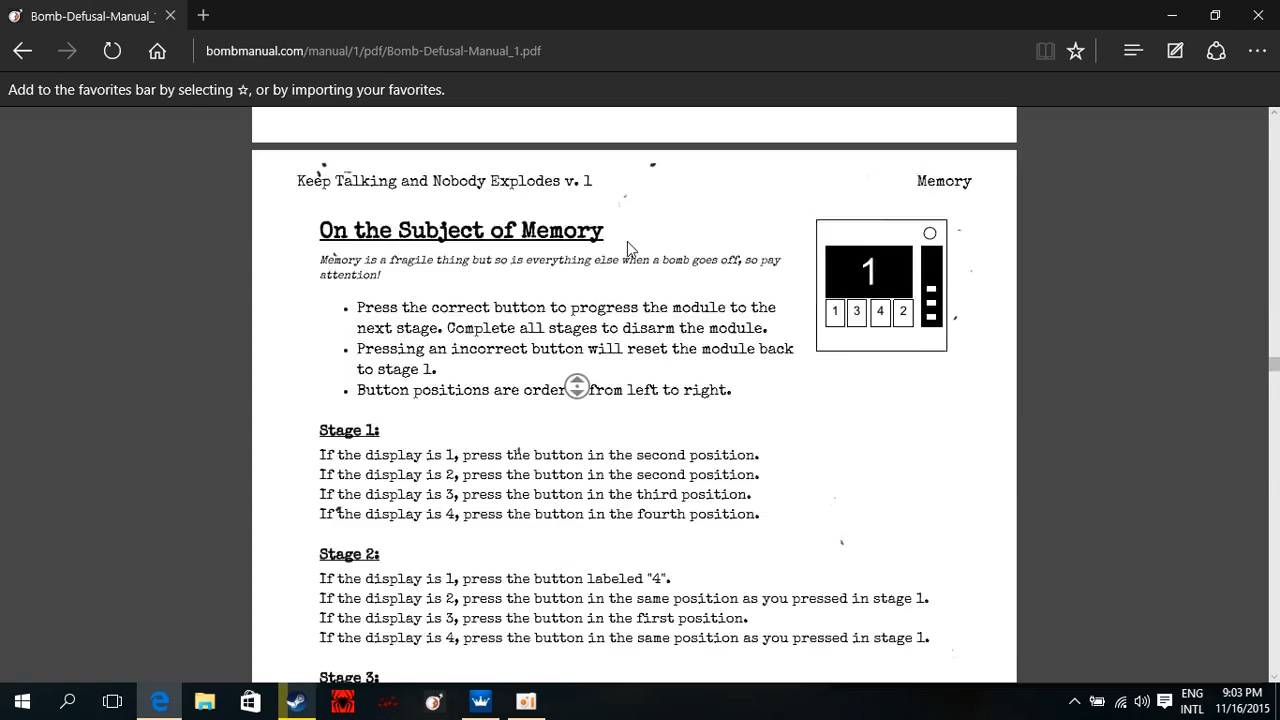 Bomb-Defusal-Manual_
bombmanual.com/manual/1/pdf/Bomb-Defusal-Manual_1.pdf
Add to the favorites bar by selecting ☆, or by importing your favorites.
Keep Talking and Nobody Explodes v. 1
Memory
On the Subject of Memory
Memory is a fragile thing but so is everything else when a bomb goes off, so pay
attention!
1
1 3 4 2
• Press the correct button to progress the module to the
next stage. Complete all stages to disarm the module.
• Pressing an incorrect button will reset the module back
to stage 1.
• Button positions are order from left to right.
Stage 1:
If the display is 1, press the button in the second position.
If the display is 2, press the button in the second position.
If the display is 3, press the button in the third position.
If the display is 4, press the button in the fourth position.
Stage 2:
If the display is 1, press the button labeled "4".
If the display is 2, press the button in the same position as you pressed in stage 1.
If the display is 3, press the button in the first position.
If the display is 4, press the button in the same position as you pressed in stage 1.
Stage 3:
ENG
INTL
9:03 PM
11/16/2015